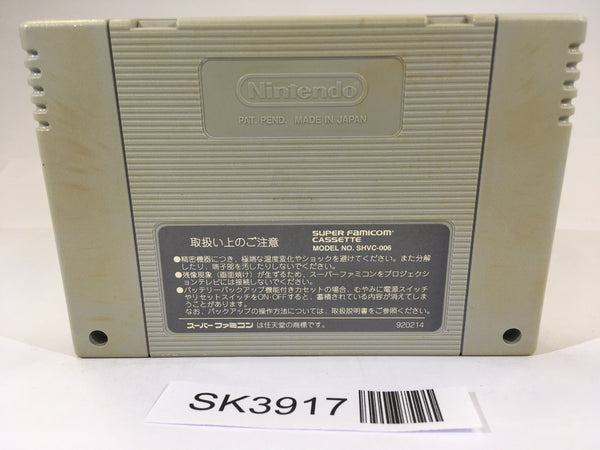 Nintendo
PAT. PEND. MADE IN JAPAN
取扱い上のご注意
SUPER FAMICOM
CASSETTE
MODEL NO. SHVC-006
●精密機器につき、極端な温度変化やショックを避けてください。また分解
したり、端子部を汚したりしないでください。
●残像現象（画面焼け）が生ずるため、スーパーファミコンをプロジェクシ
ョンテレビには接続しないでください。
●バッテリーバックアップ機能付きカセットの場合、むやみに電源スイッチ
やリセットスイッチをON·OFFすると、蓄積されている内容が消えてしま
うことがあります。
なお、バックアップの操作方法については、取扱説明書をご参照ください。
スーパーファミコン は任天堂の商標です。
920214
SK3917